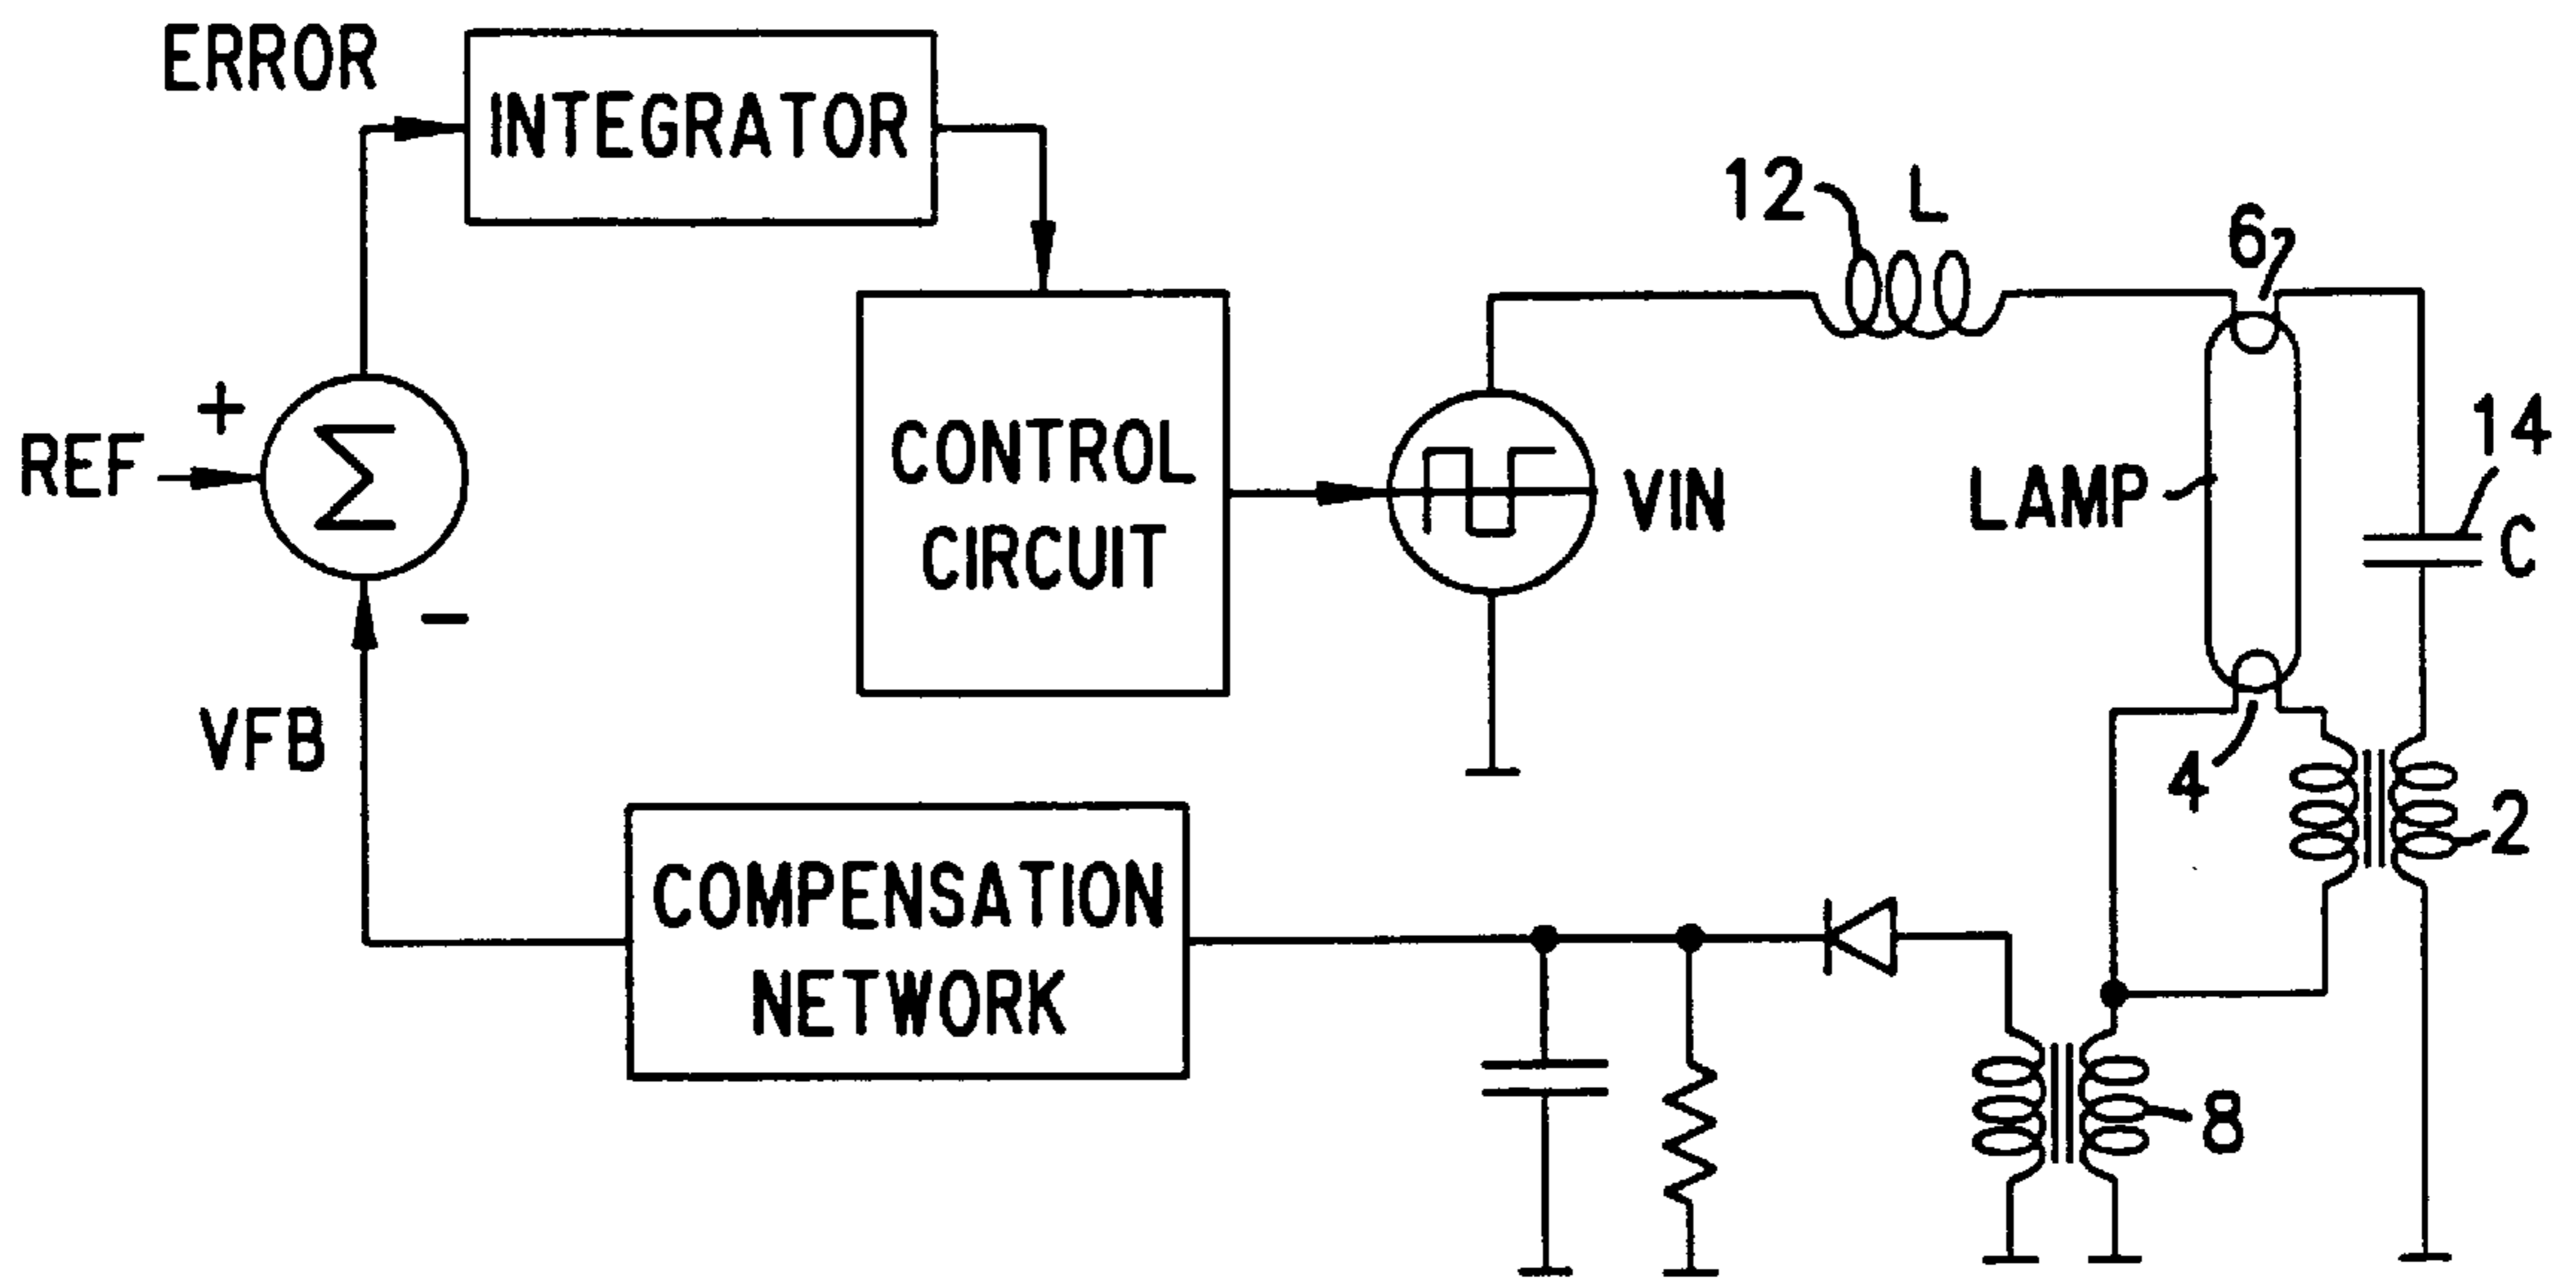 ERROR
INTEGRATOR
12
L
6
+
REF
Σ
CONTROL
CIRCUIT
VIN
LAMP
14
C
−
VFB
4
2
COMPENSATION
NETWORK
8